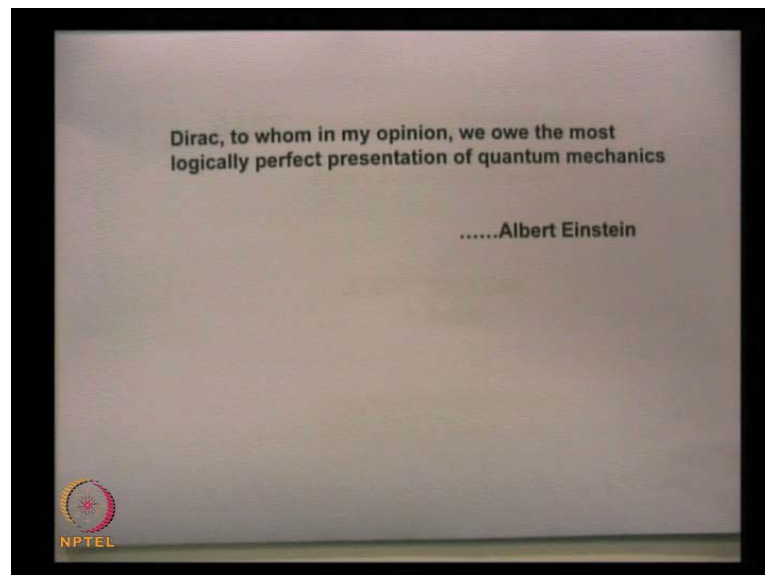 Dirac, to whom in my opinion, we owe the most
logically perfect presentation of quantum mechanics
......Albert Einstein
NPTEL